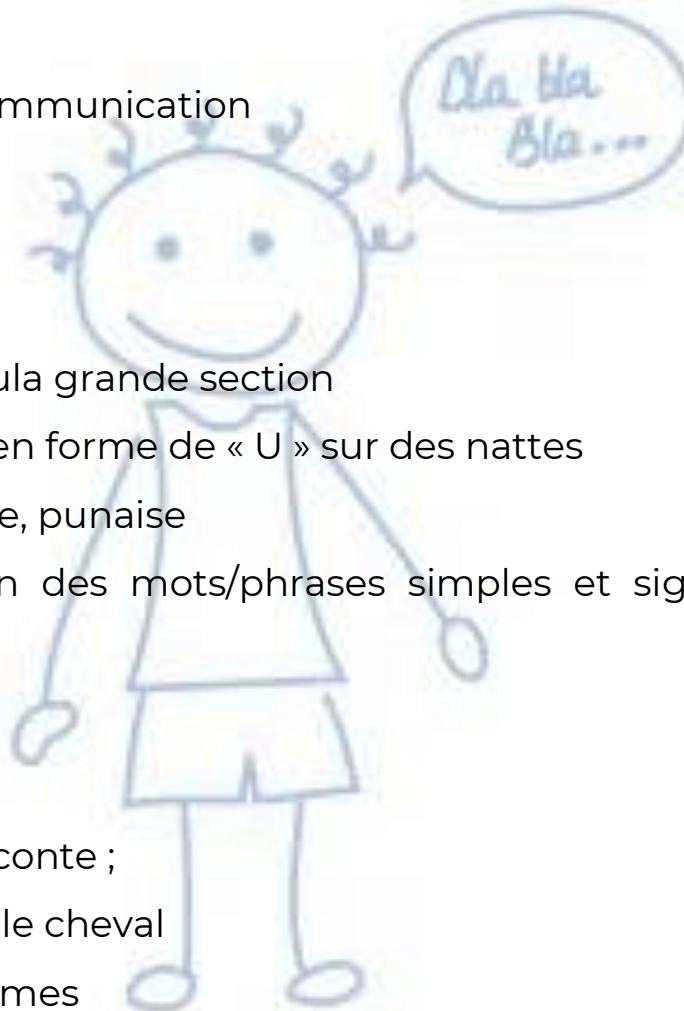 mmunication
Bla bla
Bla...
ula grande section
en forme de « U » sur des nattes
e, punaise
n des mots/phrases simples et sig
conte ;
le cheval
mes